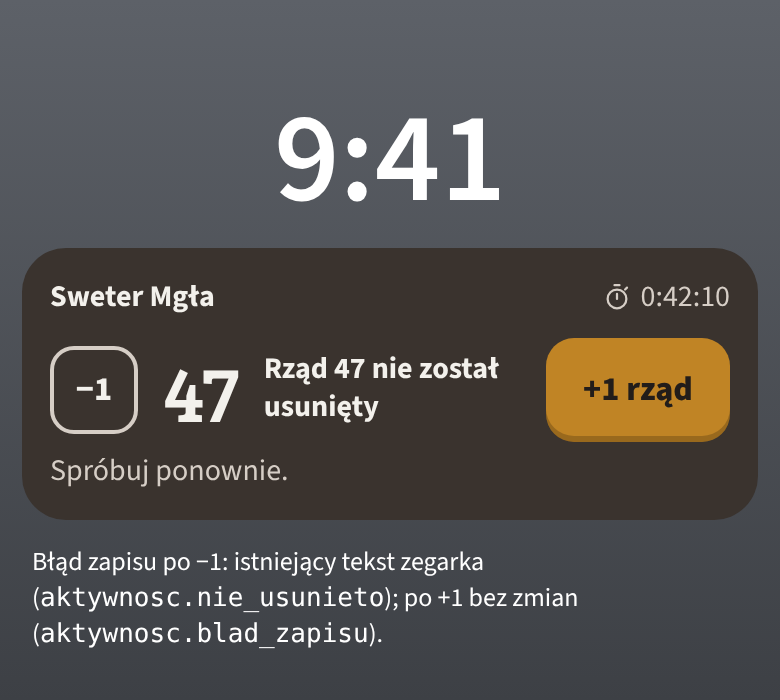 9:41
Sweter Mgła
0:42:10
−1
47
Rząd 47 nie został
usunięty
+1 rząd
Spróbuj ponownie.
Błąd zapisu po −1: istniejący tekst zegarka
(aktywnosc.nie_usunieto); po +1 bez zmian
(aktywnosc.blad_zapisu).